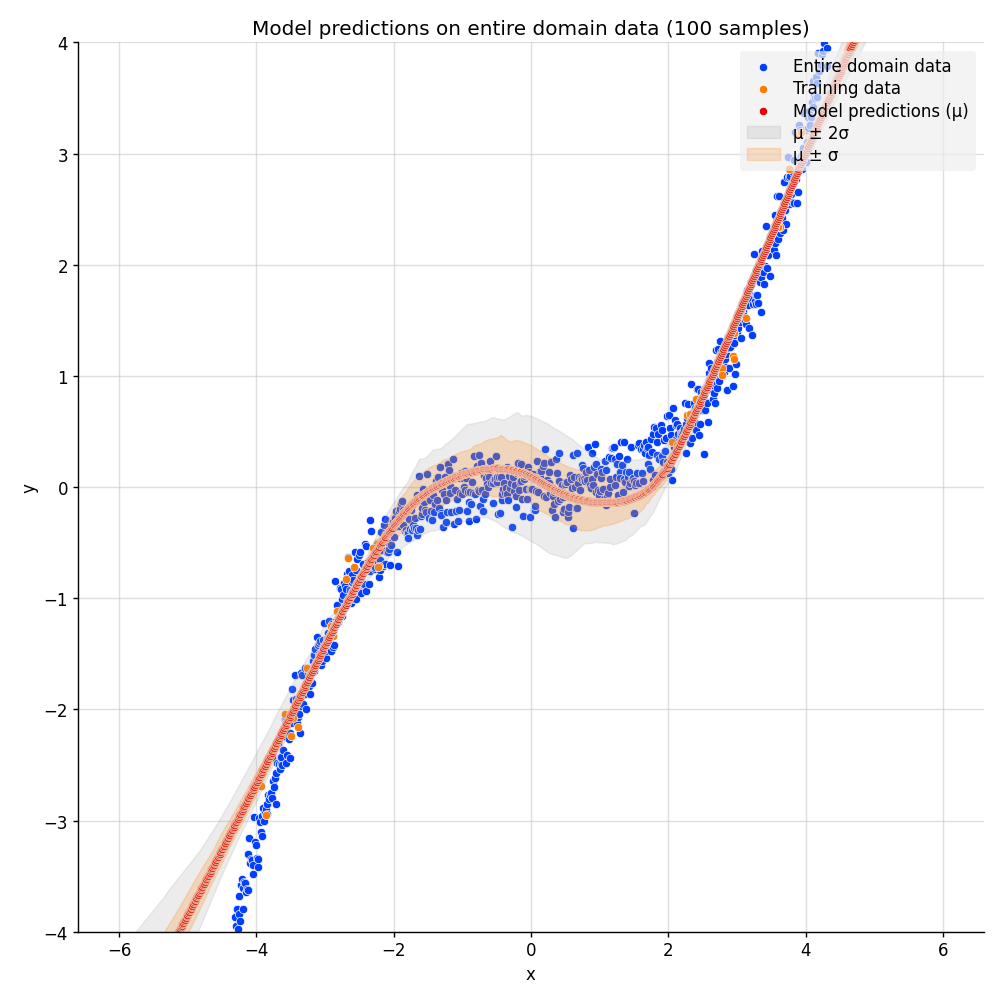 Model predictions on entire domain data (100 samples)
Entire domain data
Training data
Model predictions (μ)
μ ± 2σ
μ ± σ
y
4
3
2
1
0
−1
−2
−3
−4
−6
−4
−2
0
2
4
6
x